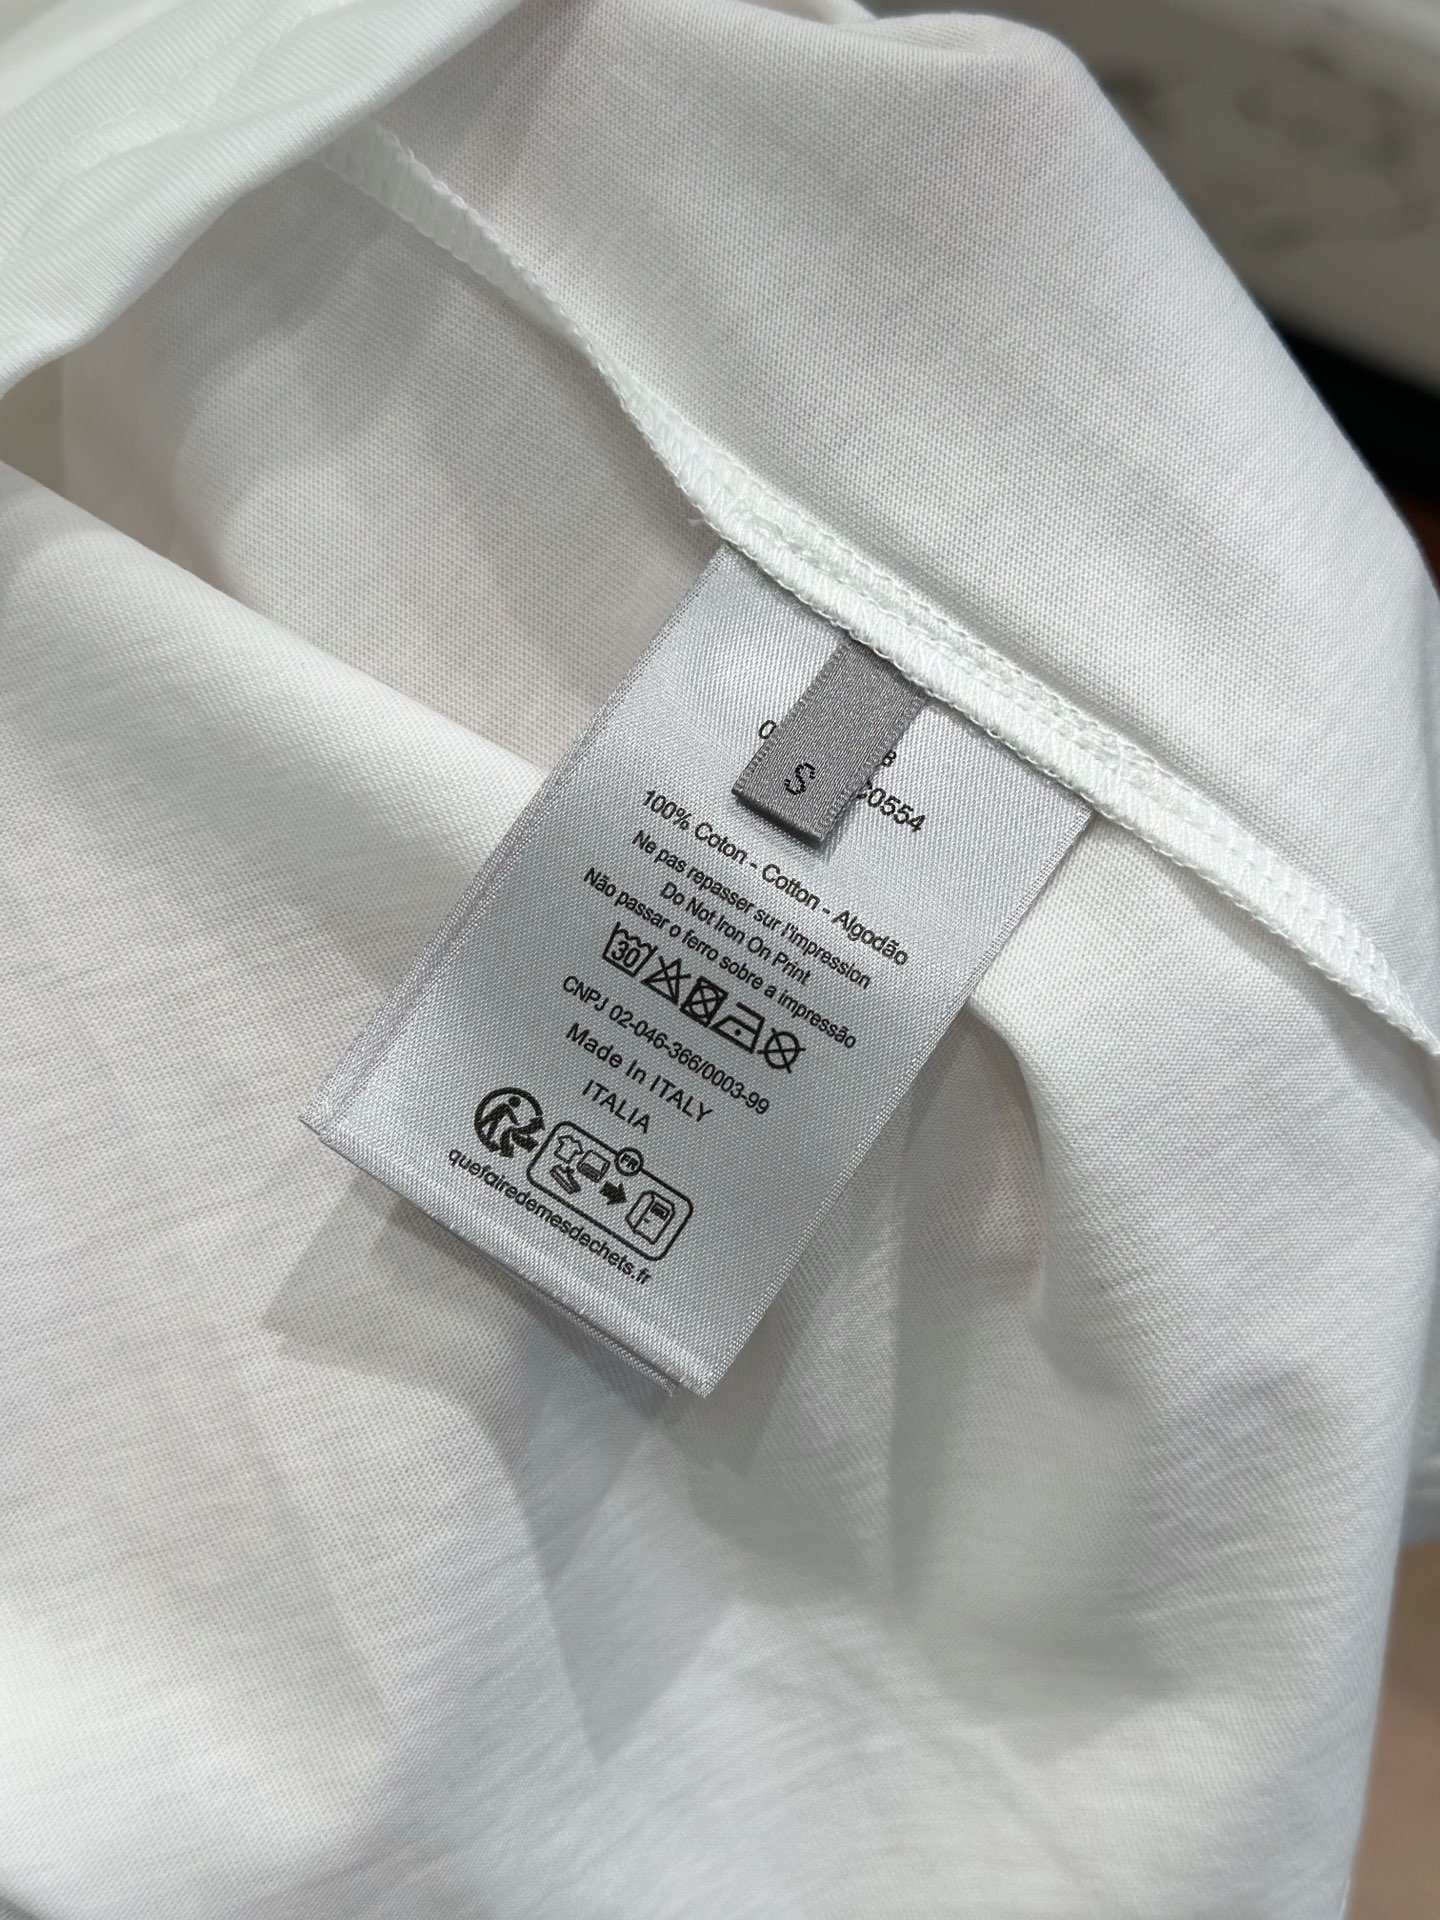 S
C0554
100% Coton - Cotton - Algodão
Ne pas repasser sur l'impression
Do Not Iron On Print
Não passar o ferro sobre a impressão
30
CNPJ 02-046-366/0003-99
Made In ITALY
ITALIA
FR
quefairedemesdechets.fr